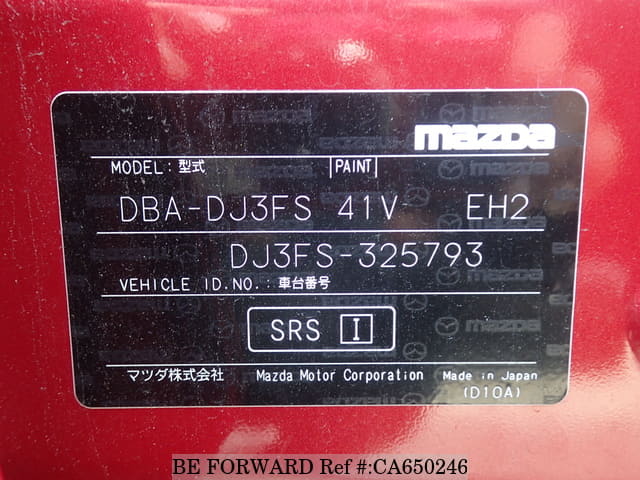 mazda
MODEL: 型式 PAINT
DBA-DJ3FS 41V EH2
DJ3FS-325793
VEHICLE ID.NO.: 車台番号
SRS I
マツダ株式会社 Mazda Motor Corporation Made in Japan
(D10A)
BE FORWARD Ref #:CA650246